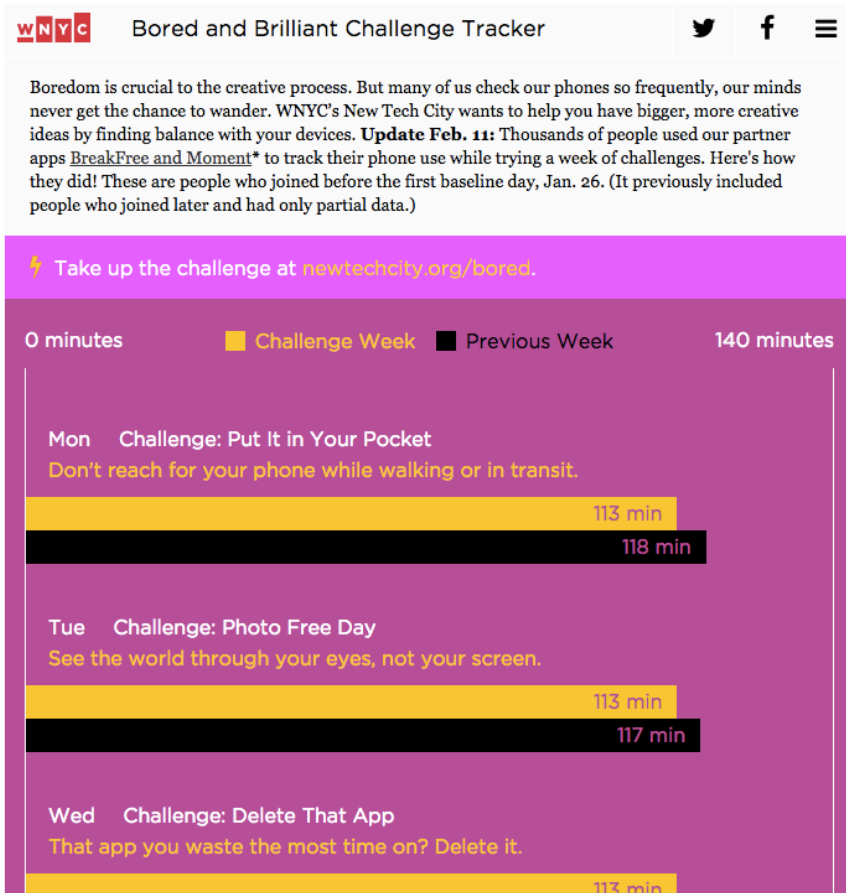 WNYC Bored and Brilliant Challenge Tracker
Boredom is crucial to the creative process. But many of us check our phones so frequently, our minds
never get the chance to wander. WNYC's New Tech City wants to help you have bigger, more creative
ideas by finding balance with your devices. Update Feb. 11: Thousands of people used our partner
apps BreakFree and Moment* to track their phone use while trying a week of challenges. Here's how
they did! These are people who joined before the first baseline day, Jan. 26. (It previously included
people who joined later and had only partial data.)
Take up the challenge at newtechcity.org/bored.
0 minutes Challenge Week Previous Week 140 minutes
Mon Challenge: Put It in Your Pocket
Don't reach for your phone while walking or in transit.
113 min
118 min
Tue Challenge: Photo Free Day
See the world through your eyes, not your screen.
113 min
117 min
Wed Challenge: Delete That App
That app you waste the most time on? Delete it.
113 min